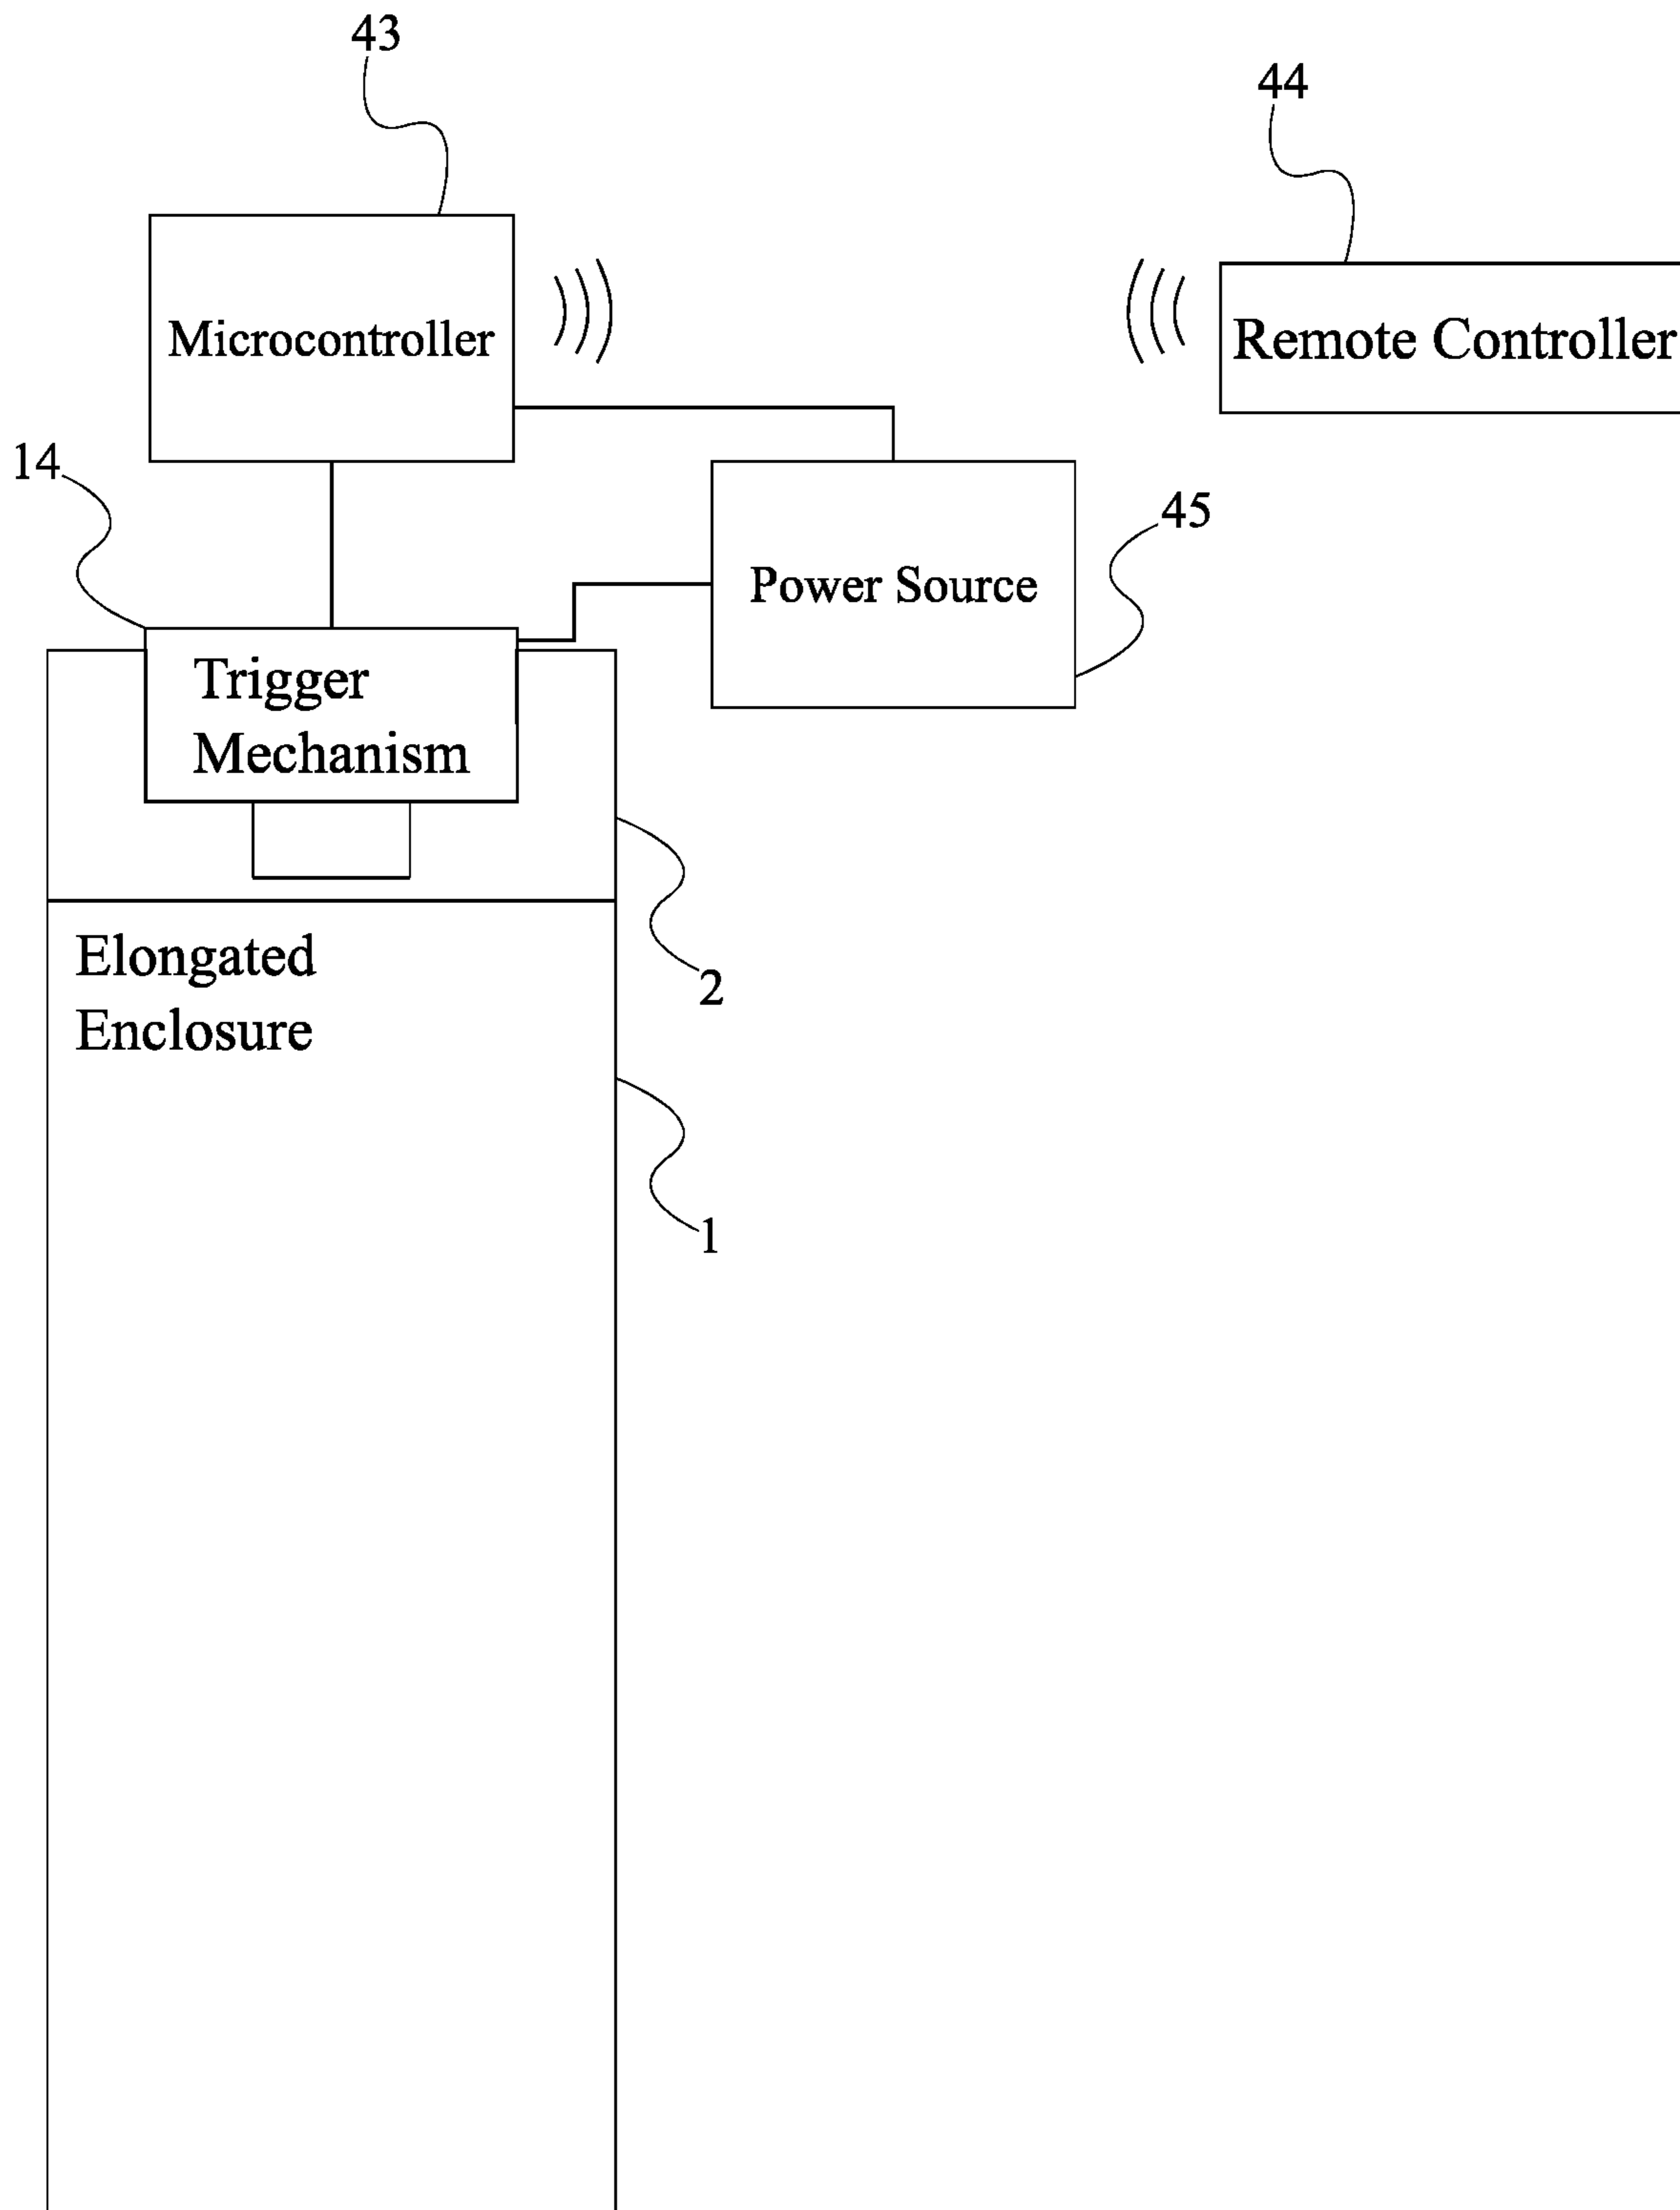 43
44
Microcontroller
Remote Controller
14
45
Power Source
Trigger
Mechanism
Elongated
2
Enclosure
1